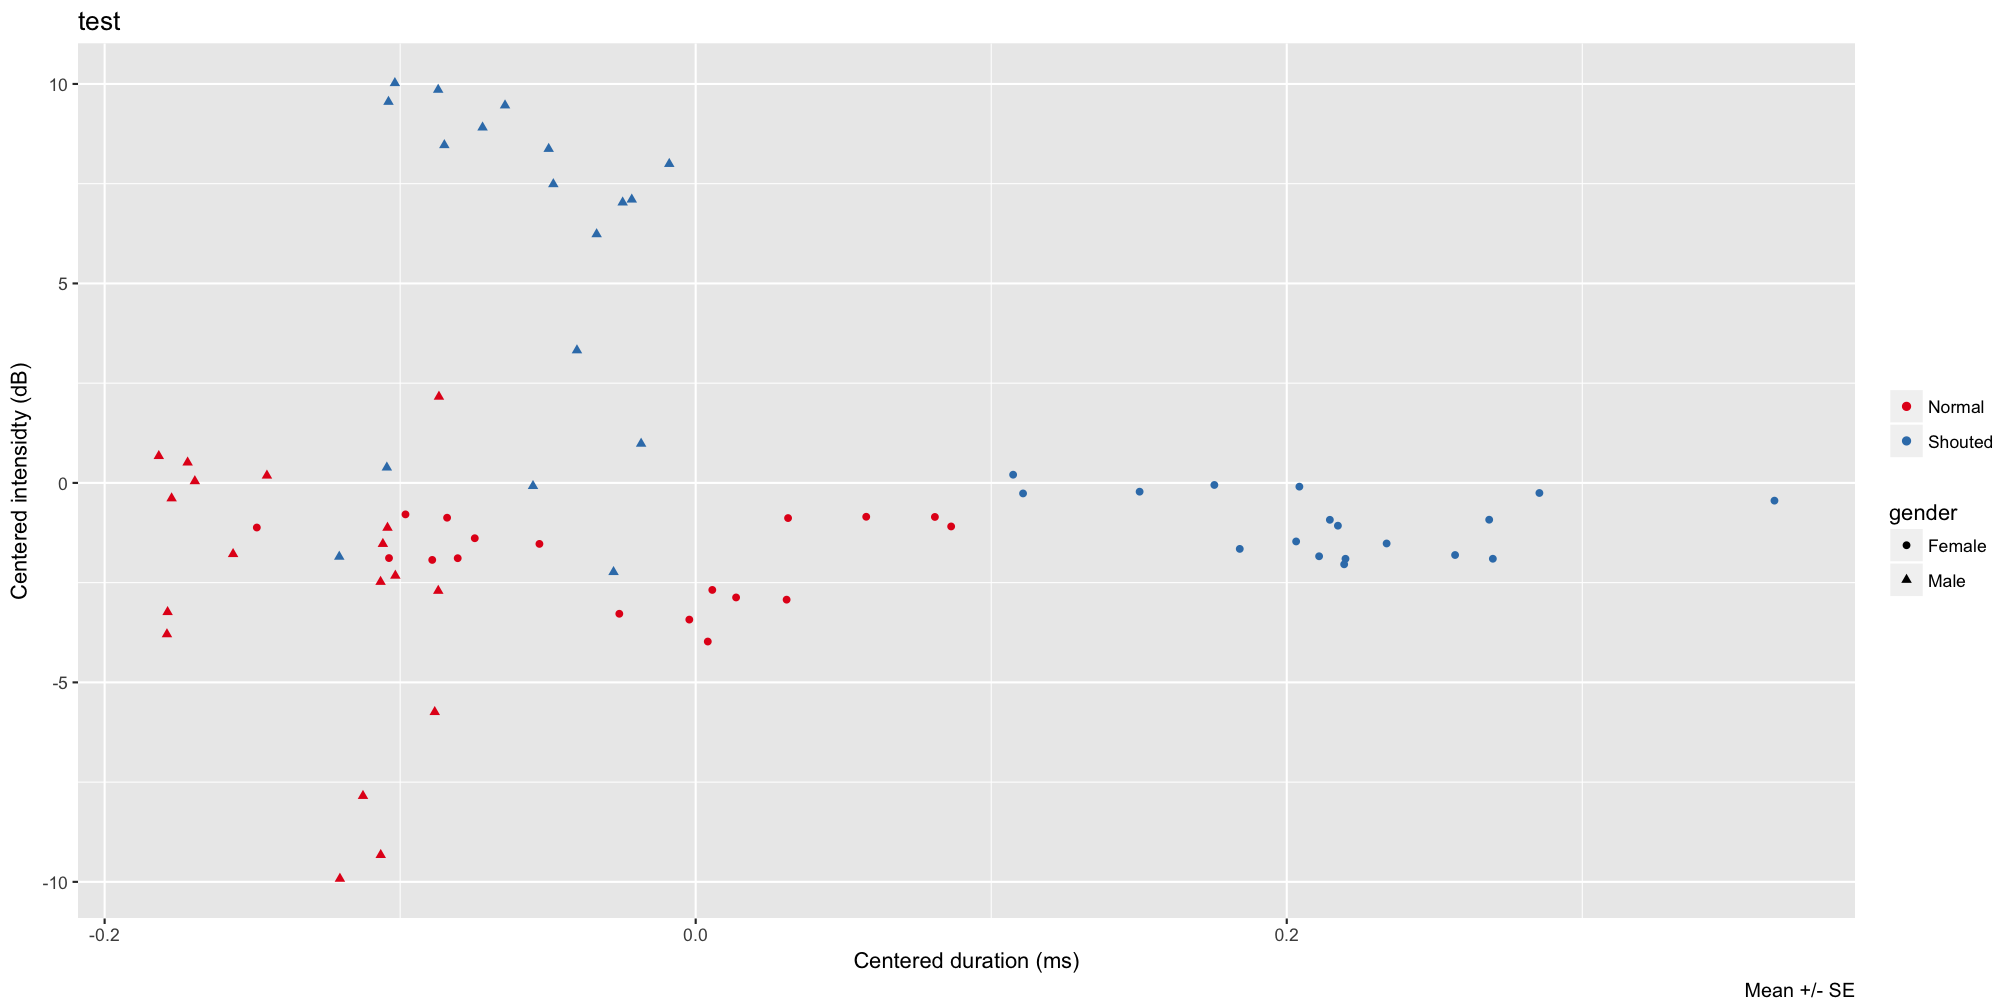 test
10
5
0
-5
-10
Centered intensidty (dB)
-0.2
0.0
0.2
Centered duration (ms)
Normal
Shouted
gender
Female
Male
Mean +/- SE